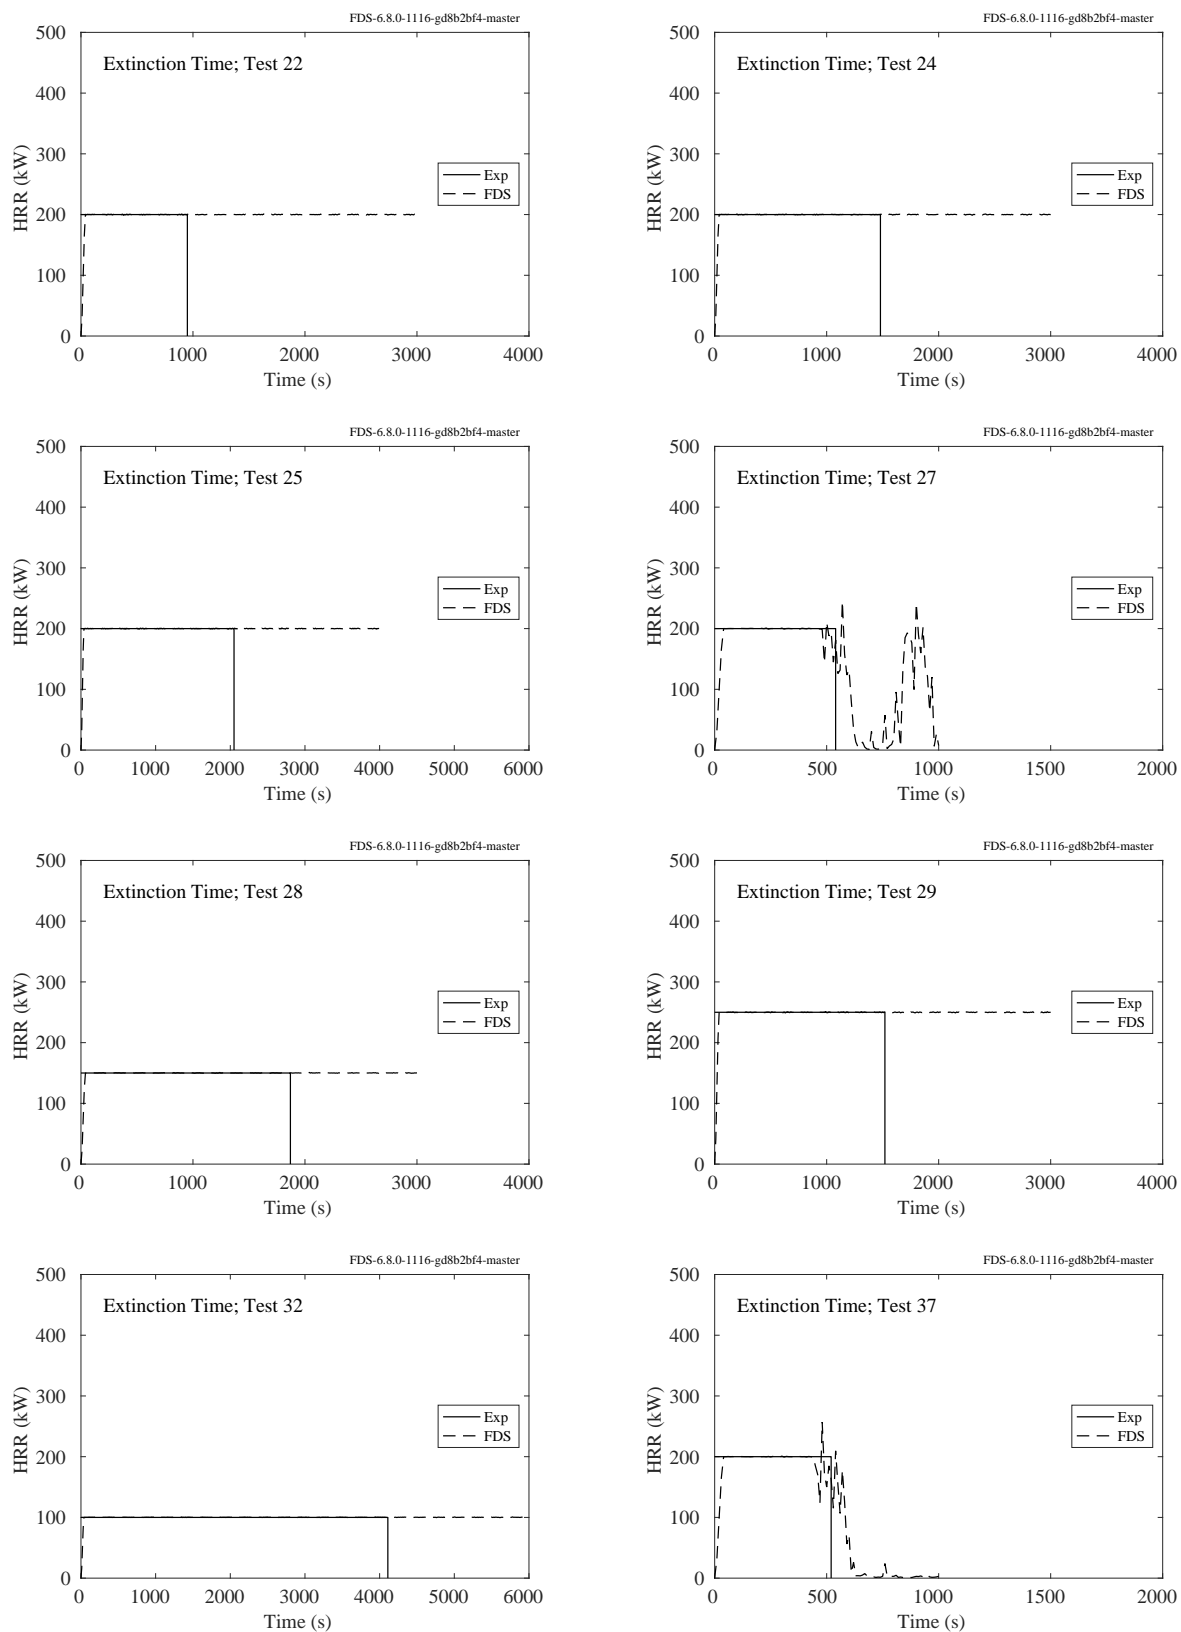 FDS-6.8.0-1116-gd8b2bf4-master
500
400
300
200
100
0
HRR (kW)
Extinction Time; Test 22
Exp
FDS
0 1000 2000 3000 4000
Time (s)
FDS-6.8.0-1116-gd8b2bf4-master
500
400
300
200
100
0
HRR (kW)
Extinction Time; Test 24
Exp
FDS
0 1000 2000 3000 4000
Time (s)
FDS-6.8.0-1116-gd8b2bf4-master
500
400
300
200
100
0
HRR (kW)
Extinction Time; Test 25
Exp
FDS
0 1000 2000 3000 4000 5000 6000
Time (s)
FDS-6.8.0-1116-gd8b2bf4-master
500
400
300
200
100
0
HRR (kW)
Extinction Time; Test 27
Exp
FDS
0 500 1000 1500 2000
Time (s)
FDS-6.8.0-1116-gd8b2bf4-master
500
400
300
200
100
0
HRR (kW)
Extinction Time; Test 28
Exp
FDS
0 1000 2000 3000 4000
Time (s)
FDS-6.8.0-1116-gd8b2bf4-master
500
400
300
200
100
0
HRR (kW)
Extinction Time; Test 29
Exp
FDS
0 1000 2000 3000 4000
Time (s)
FDS-6.8.0-1116-gd8b2bf4-master
500
400
300
200
100
0
HRR (kW)
Extinction Time; Test 32
Exp
FDS
0 1000 2000 3000 4000 5000 6000
Time (s)
FDS-6.8.0-1116-gd8b2bf4-master
500
400
300
200
100
0
HRR (kW)
Extinction Time; Test 37
Exp
FDS
0 500 1000 1500 2000
Time (s)